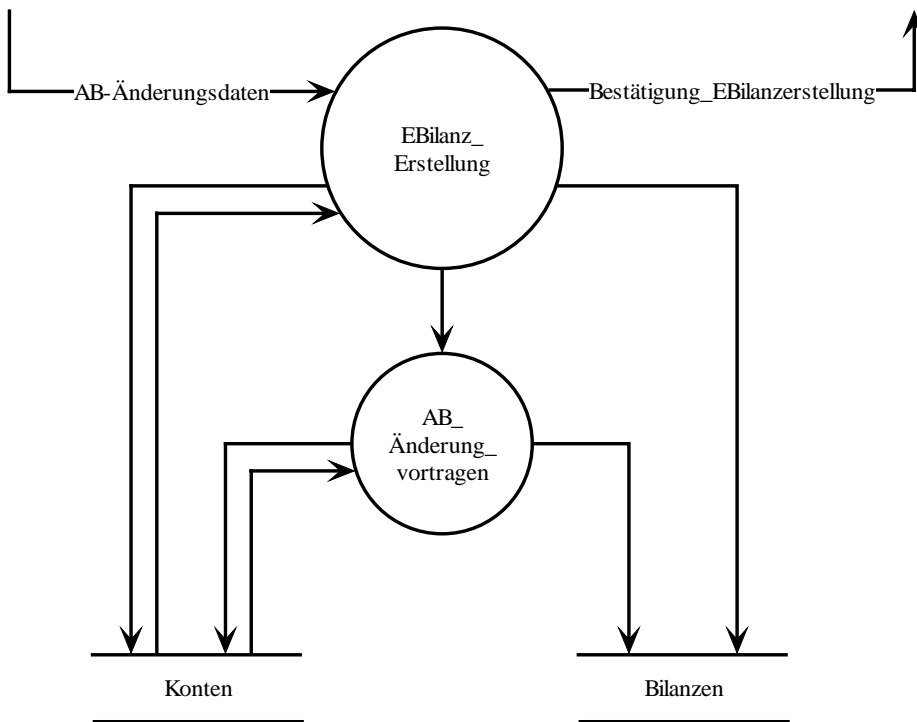 AB-Änderungsdaten
Bestätigung_EBilanzerstellung
EBilanz_
Erstellung
AB_
Änderung_
vortragen
Konten
Bilanzen